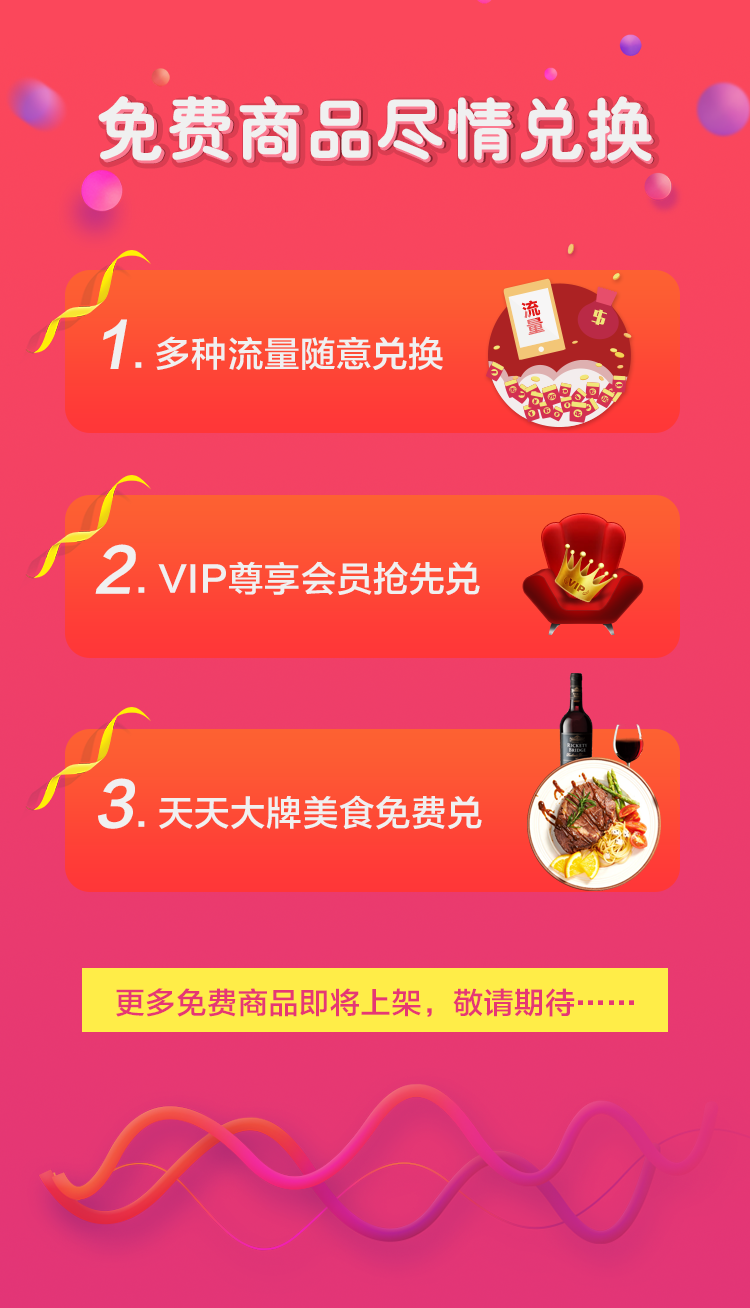 免费商品尽情兑换
1. 多种流量随意兑换
流量
$
2. VIP尊享会员抢先兑
VIP
3. 天天大牌美食免费兑
RICKETY
BRIDGE
更多免费商品即将上架，敬请期待……